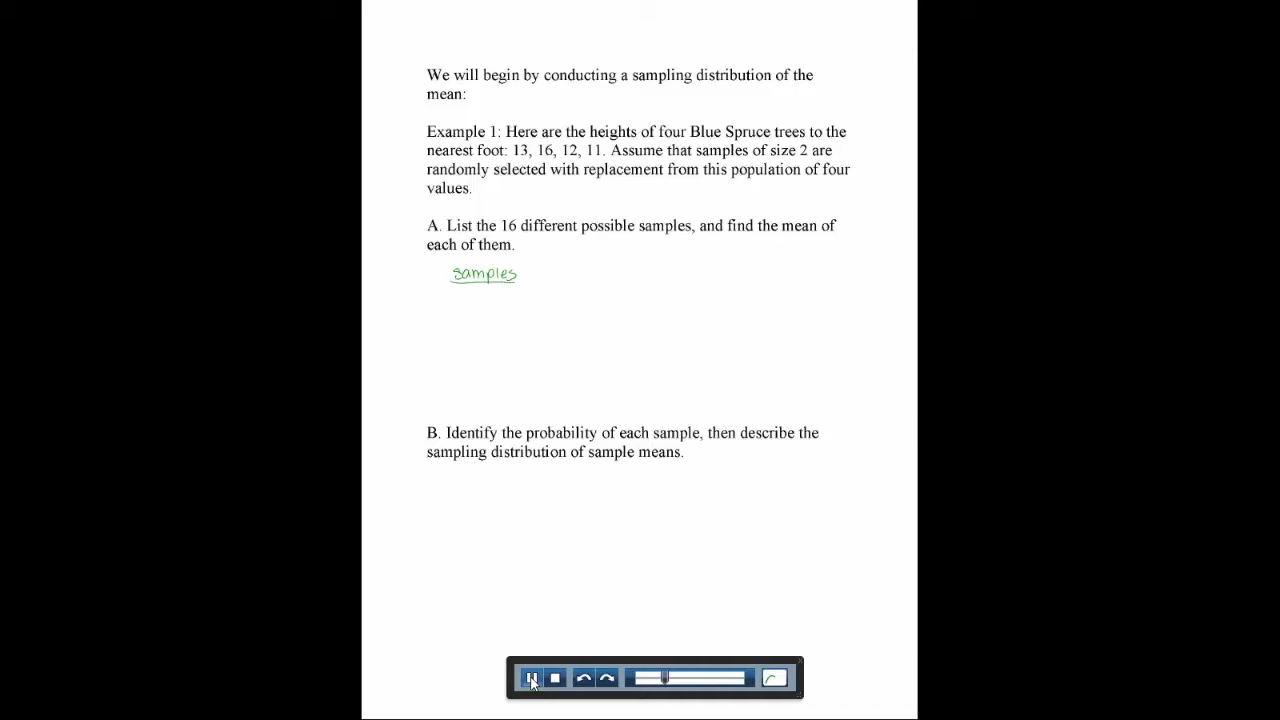 We will begin by conducting a sampling distribution of the
mean:
Example 1: Here are the heights of four Blue Spruce trees to the
nearest foot: 13, 16, 12, 11. Assume that samples of size 2 are
randomly selected with replacement from this population of four
values.
A. List the 16 different possible samples, and find the mean of
each of them.
samples
B. Identify the probability of each sample, then describe the
sampling distribution of sample means.